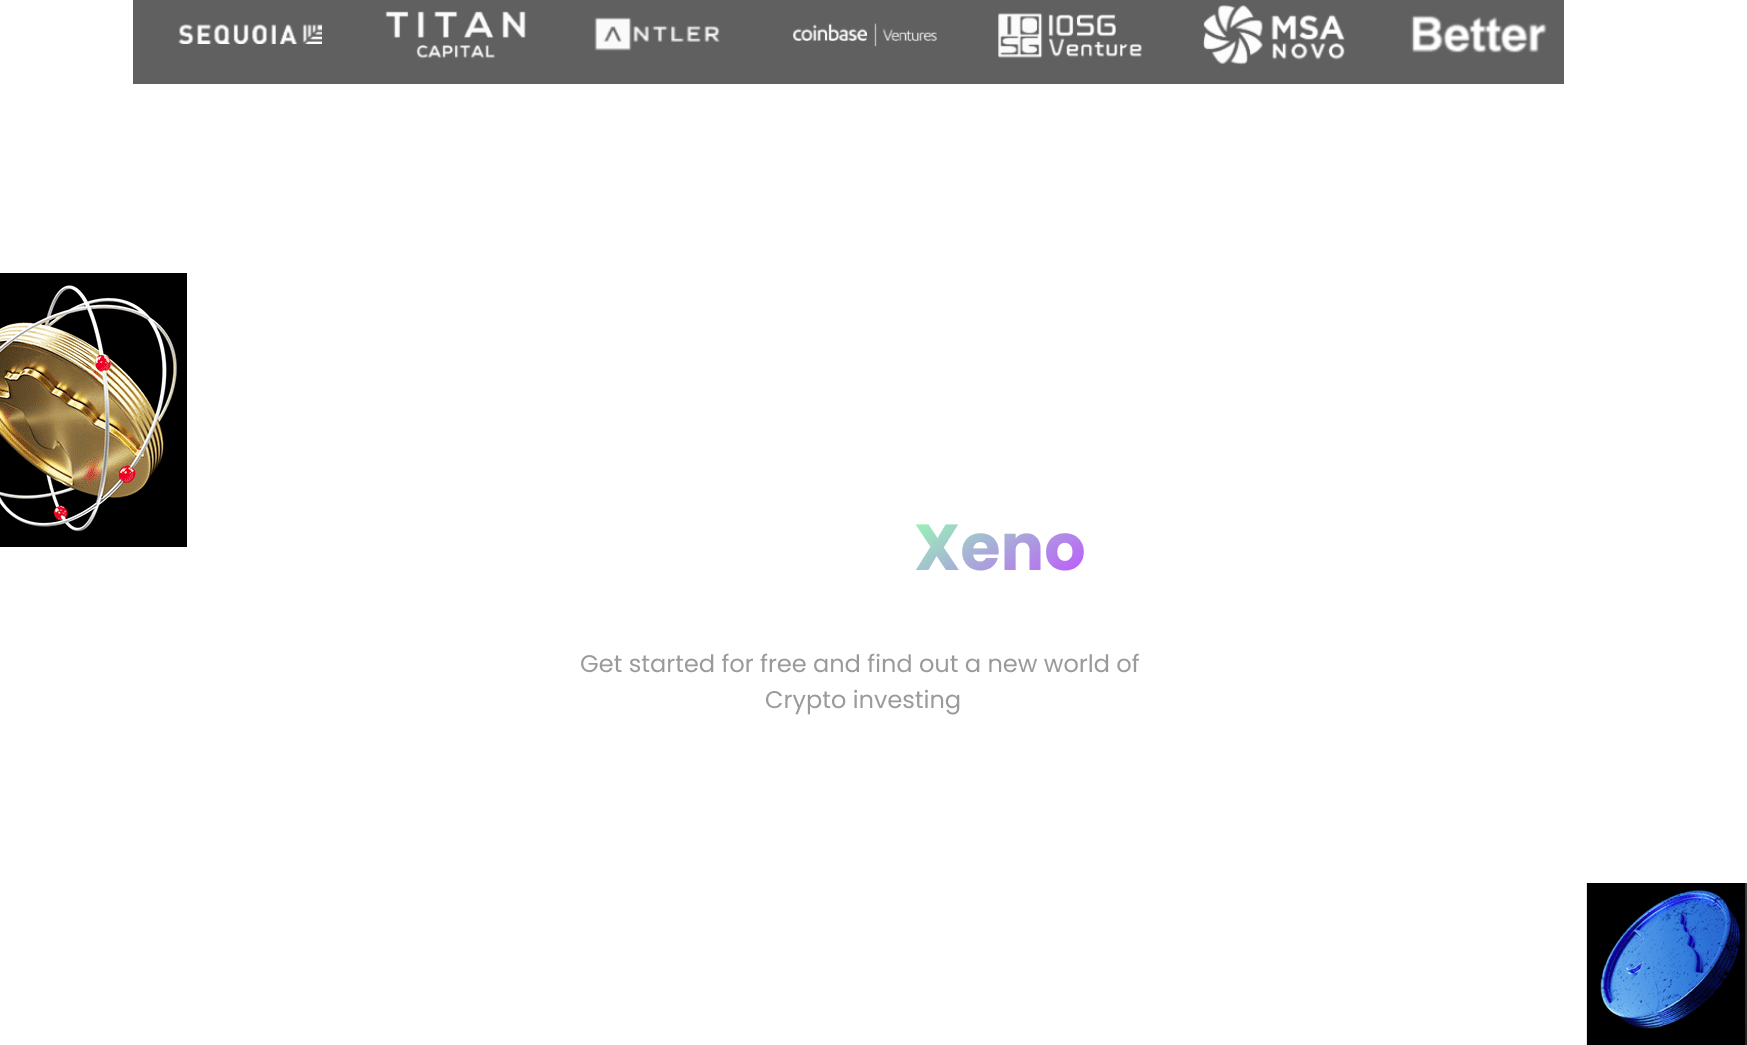 SEQUOIA
TITAN
CAPITAL
ANTLER
coinbase | Ventures
IOSG
IOSG
Venture
MSA
NOVO
Better
Xeno
Get started for free and find out a new world of
Crypto investing